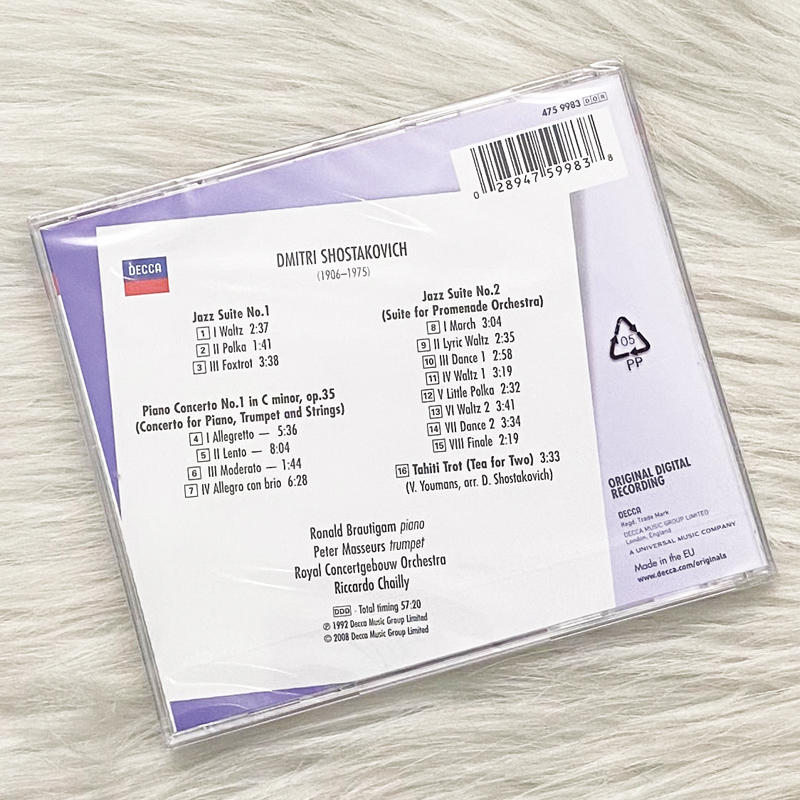 475 9983 DDR
0 28947 59983 8
DECCA
DMITRI SHOSTAKOVICH
(1906–1975)
Jazz Suite No.1
1 I Waltz 2:37
2 II Polka 1:41
3 III Foxtrot 3:38
Piano Concerto No.1 in C minor, op.35
(Concerto for Piano, Trumpet and Strings)
4 I Allegretto — 5:36
5 II Lento — 8:04
6 III Moderato — 1:44
7 IV Allegro con brio 6:28
Jazz Suite No.2
(Suite for Promenade Orchestra)
8 I March 3:04
9 II Lyric Waltz 2:35
10 III Dance 1 2:58
11 IV Waltz 1 3:19
12 V Little Polka 2:32
13 VI Waltz 2 3:41
14 VII Dance 2 3:34
15 VIII Finale 2:19
16 Tahiti Trot (Tea for Two) 3:33
(V. Youmans, arr. D. Shostakovich)
Ronald Brautigam piano
Peter Masseurs trumpet
Royal Concertgebouw Orchestra
Riccardo Chailly
DDD · Total timing 57:20
℗ 1992 Decca Music Group Limited
© 2008 Decca Music Group Limited
05
PP
ORIGINAL DIGITAL
RECORDING
DECCA
Regd. Trade Mark
DECCA MUSIC GROUP LIMITED
London, England
A UNIVERSAL MUSIC COMPANY
Made in the EU
www.decca.com/originals